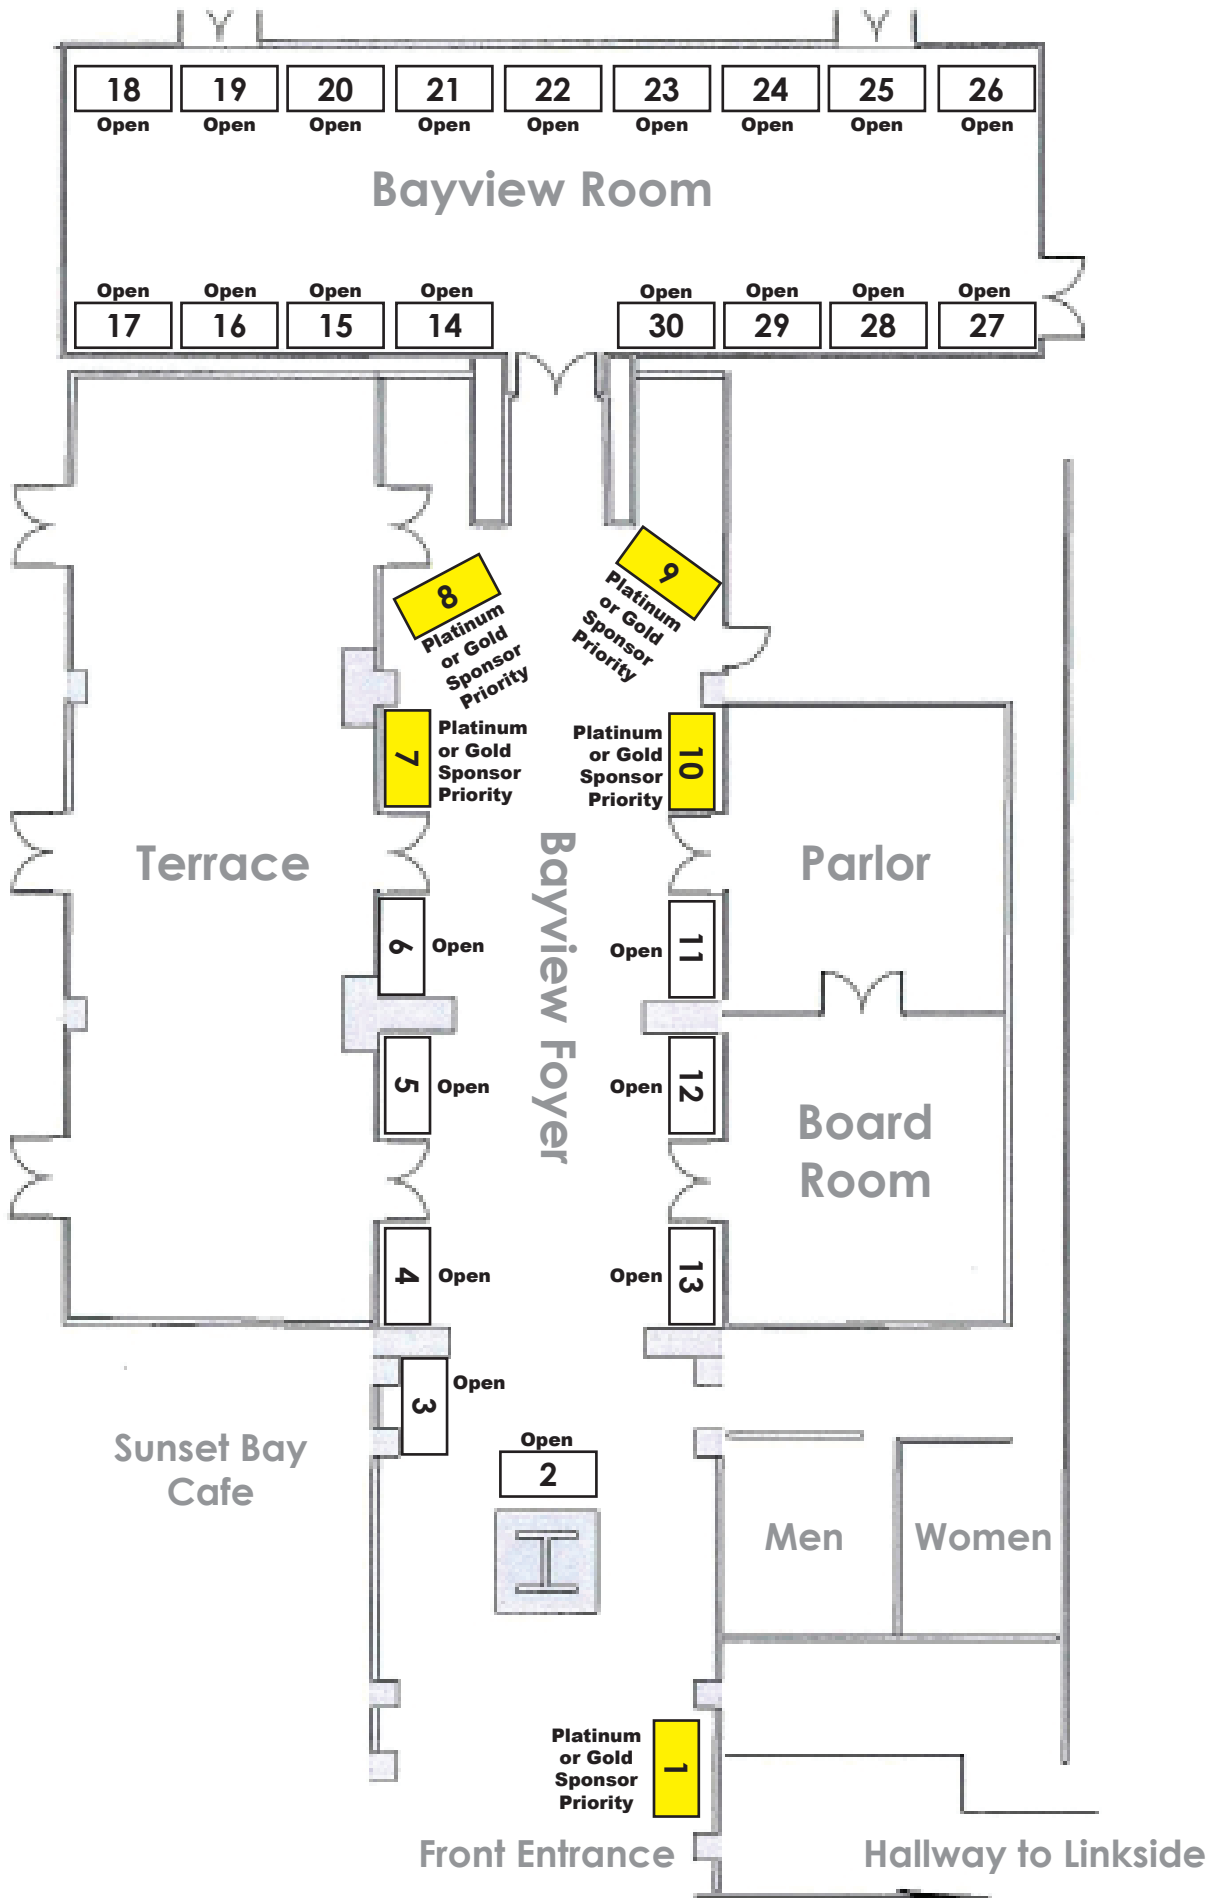 18 19 20 21 22 23 24 25 26
Open Open Open Open Open Open Open Open Open
Bayview Room
Open Open Open Open Open Open Open Open
17 16 15 14 30 29 28 27
8
Platinum
or Gold
Sponsor
Priority
9
Platinum
or Gold
Sponsor
Priority
7
Platinum
or Gold
Sponsor
Priority
Platinum
or Gold
Sponsor
Priority
10
Terrace
Bayview Foyer
Parlor
6 Open
Open 11
5 Open
Open 12
Board
Room
4 Open
Open 13
3 Open
Sunset Bay
Cafe
Open
2
Men
Women
Platinum
or Gold
Sponsor
Priority
1
Front Entrance
Hallway to Linkside